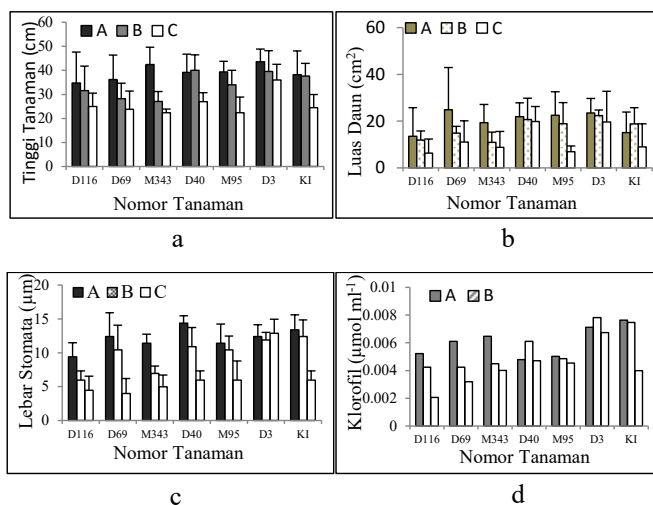 Tinggi Tanaman (cm)
60
50
40
30
20
10
0
A B C
D116 D69 M343 D40 M95 D3 KI
Nomor Tanaman
a
Luas Daun (cm²)
60
40
20
0
A B C
D116 D69 M343 D40 M95 D3 KI
Nomor Tanaman
b
Lebar Stomata (µm)
20
15
10
5
0
A B C
D116 D69 M343 D40 M95 D3 KI
Nomor Tanaman
c
Klorofil (µmol ml⁻¹)
0.01
0.008
0.006
0.004
0.002
0
A B
D116 D69 M343 D40 M95 D3 KI
Nomor Tanaman
d